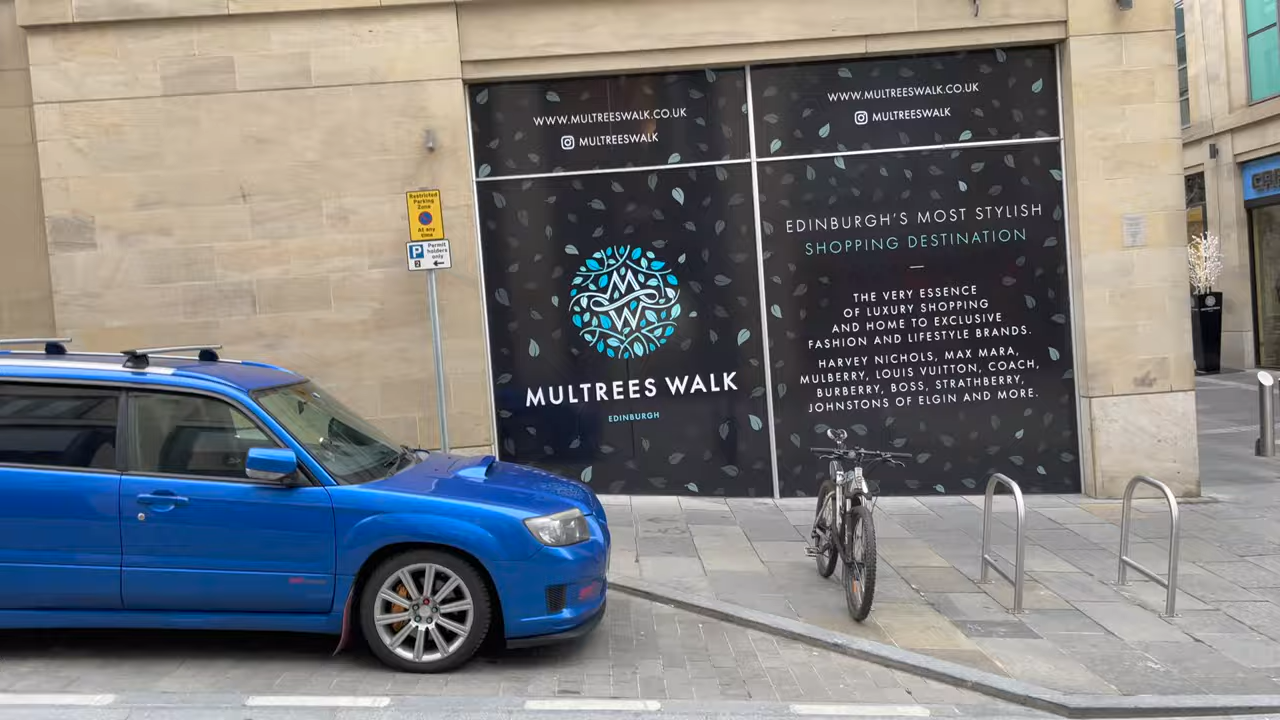 WWW.MULTREESWALK.CO.UK
MULTREESWALK
WWW.MULTREESWALK.CO.UK
MULTREESWALK
Restricted
Parking
Zone
At any
time
P Permit
holders
only
2
MW
MULTREES WALK
EDINBURGH
EDINBURGH'S MOST STYLISH
SHOPPING DESTINATION
THE VERY ESSENCE
OF LUXURY SHOPPING
AND HOME TO EXCLUSIVE
FASHION AND LIFESTYLE BRANDS.
HARVEY NICHOLS, MAX MARA,
MULBERRY, LOUIS VUITTON, COACH,
BURBERRY, BOSS, STRATHBERRY,
JOHNSTONS OF ELGIN AND MORE.